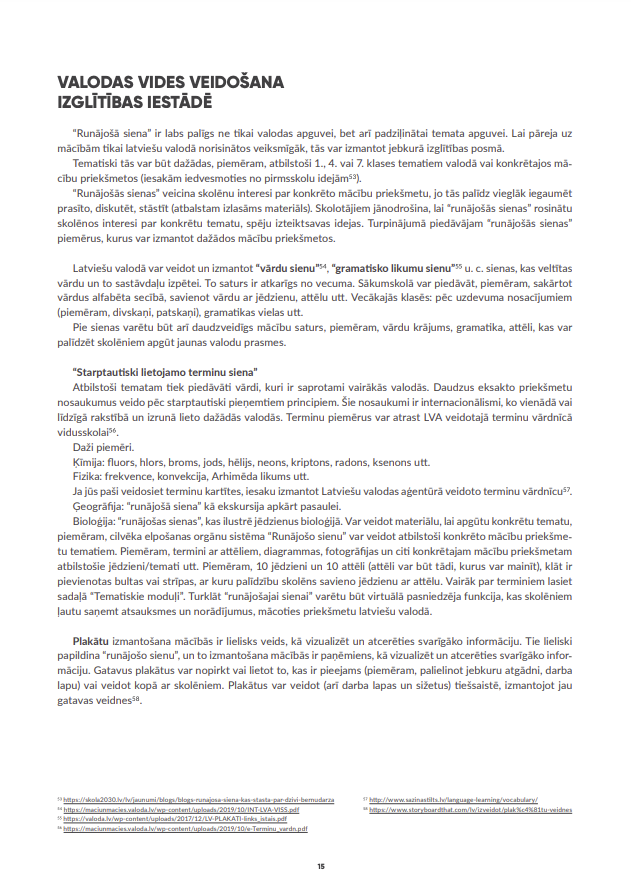 VALODAS VIDES VEIDOŠANA
IZGLĪTĪBAS IESTĀDĒ
“Runājošā siena” ir labs palīgs ne tikai valodas apguvei, bet arī padziļinātai temata apguvei. Lai pāreja uz
mācībām tikai latviešu valodā norisinātos veiksmīgāk, tās var izmantot jebkurā izglītības posmā.
Tematiski tās var būt dažādas, piemēram, atbilstoši 1., 4. vai 7. klases tematiem valodā vai konkrētajos mā-
cību priekšmetos (iesakām iedvesmoties no pirmsskolu idejām⁵³).
“Runājošās sienas” veicina skolēnu interesi par konkrēto mācību priekšmetu, jo tās palīdz vieglāk iegaumēt
prasīto, diskutēt, stāstīt (atbalstam izlasāms materiāls). Skolotājiem jānodrošina, lai “runājošās sienas” rosinātu
skolēnos interesi par konkrētu tematu, spēju izteiktsavas idejas. Turpinājumā piedāvājam “runājošās sienas”
piemērus, kurus var izmantot dažādos mācību priekšmetos.
Latviešu valodā var veidot un izmantot “vārdu sienu”⁵⁴, “gramatisko likumu sienu”⁵⁵ u. c. sienas, kas veltītas
vārdu un to sastāvdaļu izpētei. To saturs ir atkarīgs no vecuma. Sākumskolā var piedāvāt, piemēram, sakārtot
vārdus alfabēta secībā, savienot vārdu ar jēdzienu, attēlu utt. Vecākajās klasēs: pēc uzdevuma nosacījumiem
(piemēram, divskaņi, patskaņi), gramatikas vielas utt.
Pie sienas varētu būt arī daudzveidīgs mācību saturs, piemēram, vārdu krājums, gramatika, attēli, kas var
palīdzēt skolēniem apgūt jaunas valodu prasmes.
“Starptautiski lietojamo terminu siena”
Atbilstoši tematam tiek piedāvāti vārdi, kuri ir saprotami vairākās valodās. Daudzus eksakto priekšmetu
nosaukumus veido pēc starptautiski pieņemtiem principiem. Šie nosaukumi ir internacionālismi, ko vienādā vai
līdzīgā rakstībā un izrunā lieto dažādās valodās. Terminu piemērus var atrast LVA veidotajā terminu vārdnīcā
vidusskolai⁵⁶.
Daži piemēri.
Ķīmija: fluors, hlors, broms, jods, hēlijs, neons, kriptons, radons, ksenons utt.
Fizika: frekvence, konvekcija, Arhimēda likums utt.
Ja jūs paši veidosiet terminu kartītes, iesaku izmantot Latviešu valodas aģentūrā veidoto terminu vārdnīcu⁵⁷.
Ģeogrāfija: “runājošā siena” kā ekskursija apkārt pasaulei.
Bioloģija: “runājošas sienas”, kas ilustrē jēdzienus bioloģijā. Var veidot materiālu, lai apgūtu konkrētu tematu,
piemēram, cilvēka elpošanas orgānu sistēma “Runājošo sienu” var veidot atbilstoši konkrēto mācību priekšme-
tu tematiem. Piemēram, termini ar attēliem, diagrammas, fotogrāfijas un citi konkrētajam mācību priekšmetam
atbilstošie jēdzieni/temati utt. Piemēram, 10 jēdzieni un 10 attēli (attēli var būt tādi, kurus var mainīt), klāt ir
pievienotas bultas vai strīpas, ar kuru palīdzību skolēns savieno jēdzienu ar attēlu. Vairāk par terminiem lasiet
sadaļā “Tematiskie moduļi”. Turklāt “runājošajai sienai” varētu būt virtuālā pasniedzēja funkcija, kas skolēniem
ļautu saņemt atsauksmes un norādījumus, mācoties priekšmetu latviešu valodā.
Plakātu izmantošana mācībās ir lielisks veids, kā vizualizēt un atcerēties svarīgāko informāciju. Tie lieliski
papildina “runājošo sienu”, un to izmantošana mācībās ir paņēmiens, kā vizualizēt un atcerēties svarīgāko infor-
māciju. Gatavus plakātus var nopirkt vai lietot to, kas ir pieejams (piemēram, palielinot jebkuru atgādni, darba
lapu) vai veidot kopā ar skolēniem. Plakātus var veidot (arī darba lapas un sižetus) tiešsaistē, izmantojot jau
gatavas veidnes⁵⁸.
⁵³ https://skola2030.lv/lv/jaunumi/blogs/blogs-runajosa-siena-kas-stasta-par-dzivi-bernudarza
⁵⁴ https://maciunmacies.valoda.lv/wp-content/uploads/2019/10/INT-LVA-VISS.pdf
⁵⁵ https://valoda.lv/wp-content/uploads/2017/12/LV-PLAKATI-links_istais.pdf
⁵⁶ https://maciunmacies.valoda.lv/wp-content/uploads/2019/10/e-Terminu_vardn.pdf
⁵⁷ http://www.sazinastilts.lv/language-learning/vocabulary/
⁵⁸ https://www.storyboardthat.com/lv/izveidot/plak%c4%81tu-veidnes
15